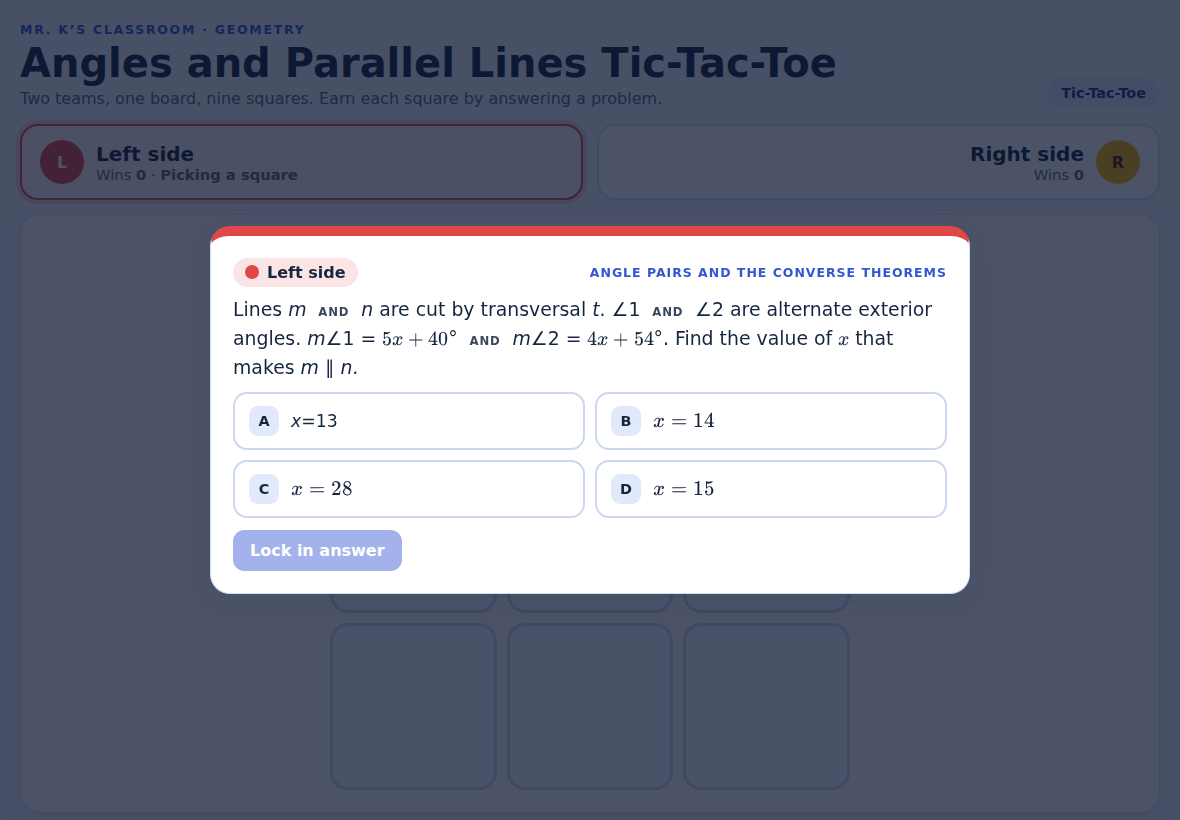 MR. K'S CLASSROOM · GEOMETRY
Angles and Parallel Lines Tic-Tac-Toe
Two teams, one board, nine squares. Earn each square by answering a problem.
Tic-Tac-Toe
L
Left side
Wins 0 · Picking a square
Right side
Wins 0
R
Left side
ANGLE PAIRS AND THE CONVERSE THEOREMS
Lines m AND n are cut by transversal t. ∠1 AND ∠2 are alternate exterior
angles. m∠1 = 5x + 40° AND m∠2 = 4x + 54°. Find the value of x that
makes m ∥ n.
A x=13
B x = 14
C x = 28
D x = 15
Lock in answer